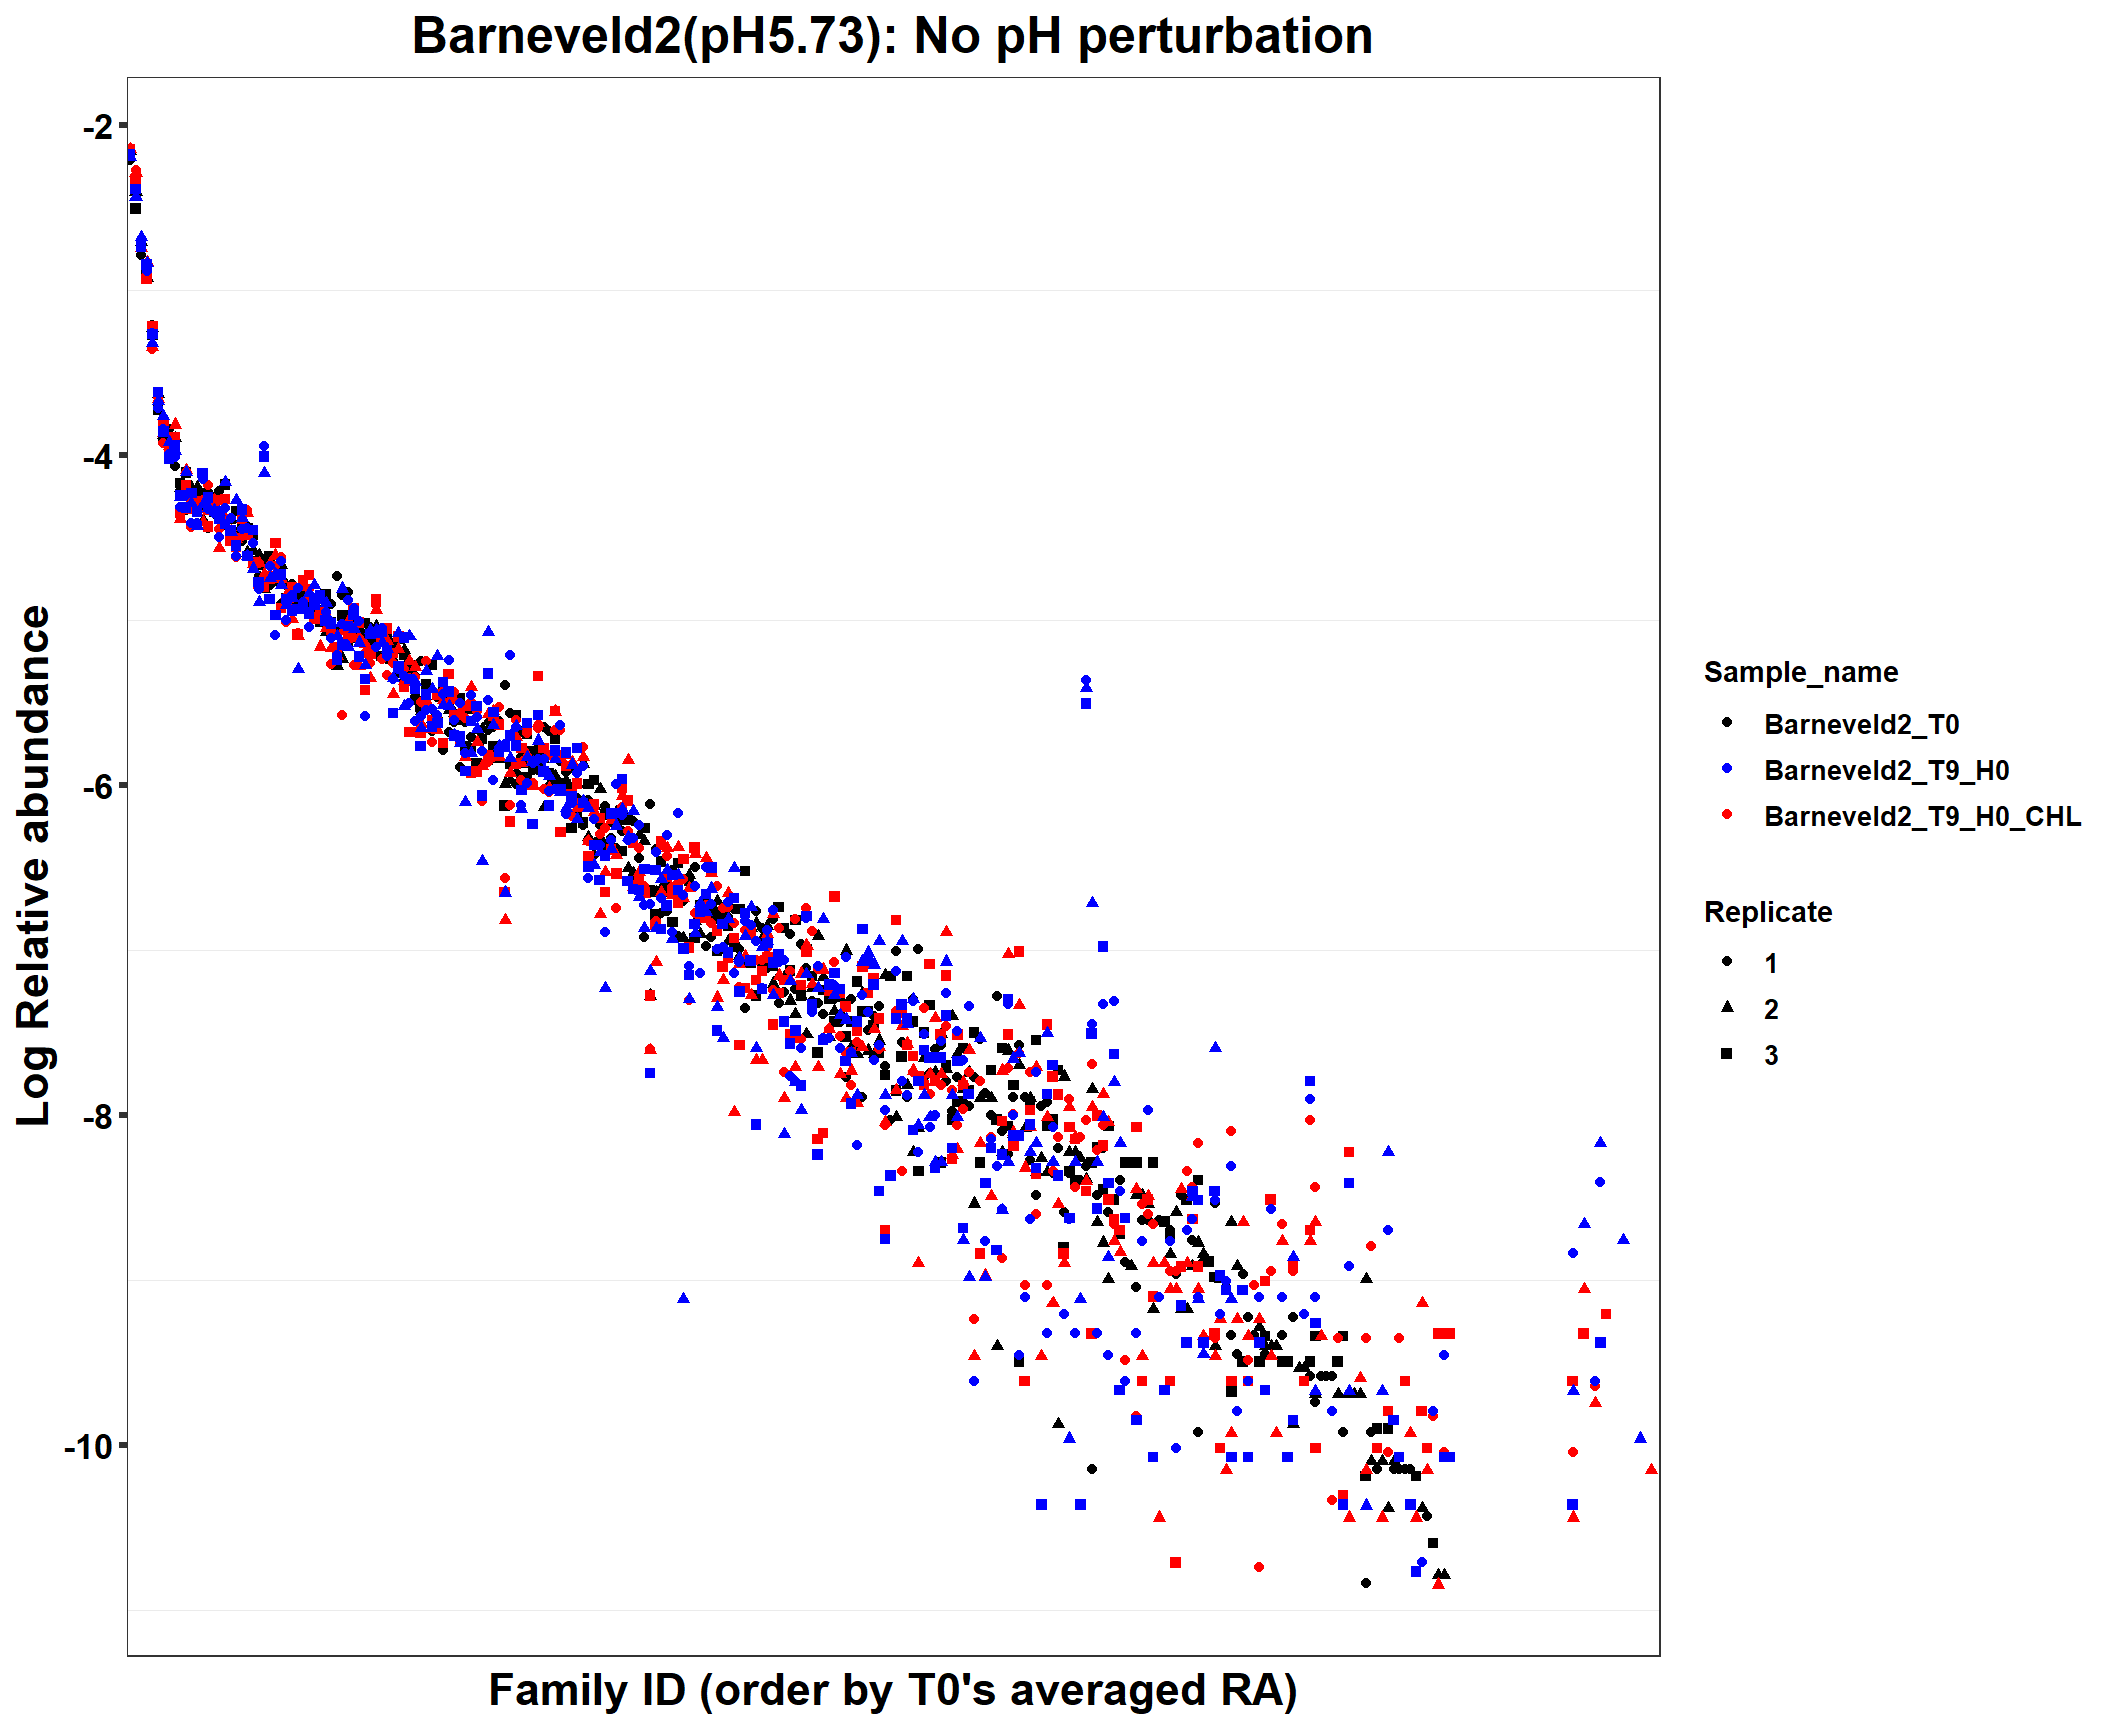 Barneveld2(pH5.73): No pH perturbation
-2
-4
-6
-8
-10
Log Relative abundance
Family ID (order by T0's averaged RA)
Sample_name
Barneveld2_T0
Barneveld2_T9_H0
Barneveld2_T9_H0_CHL
Replicate
1
2
3